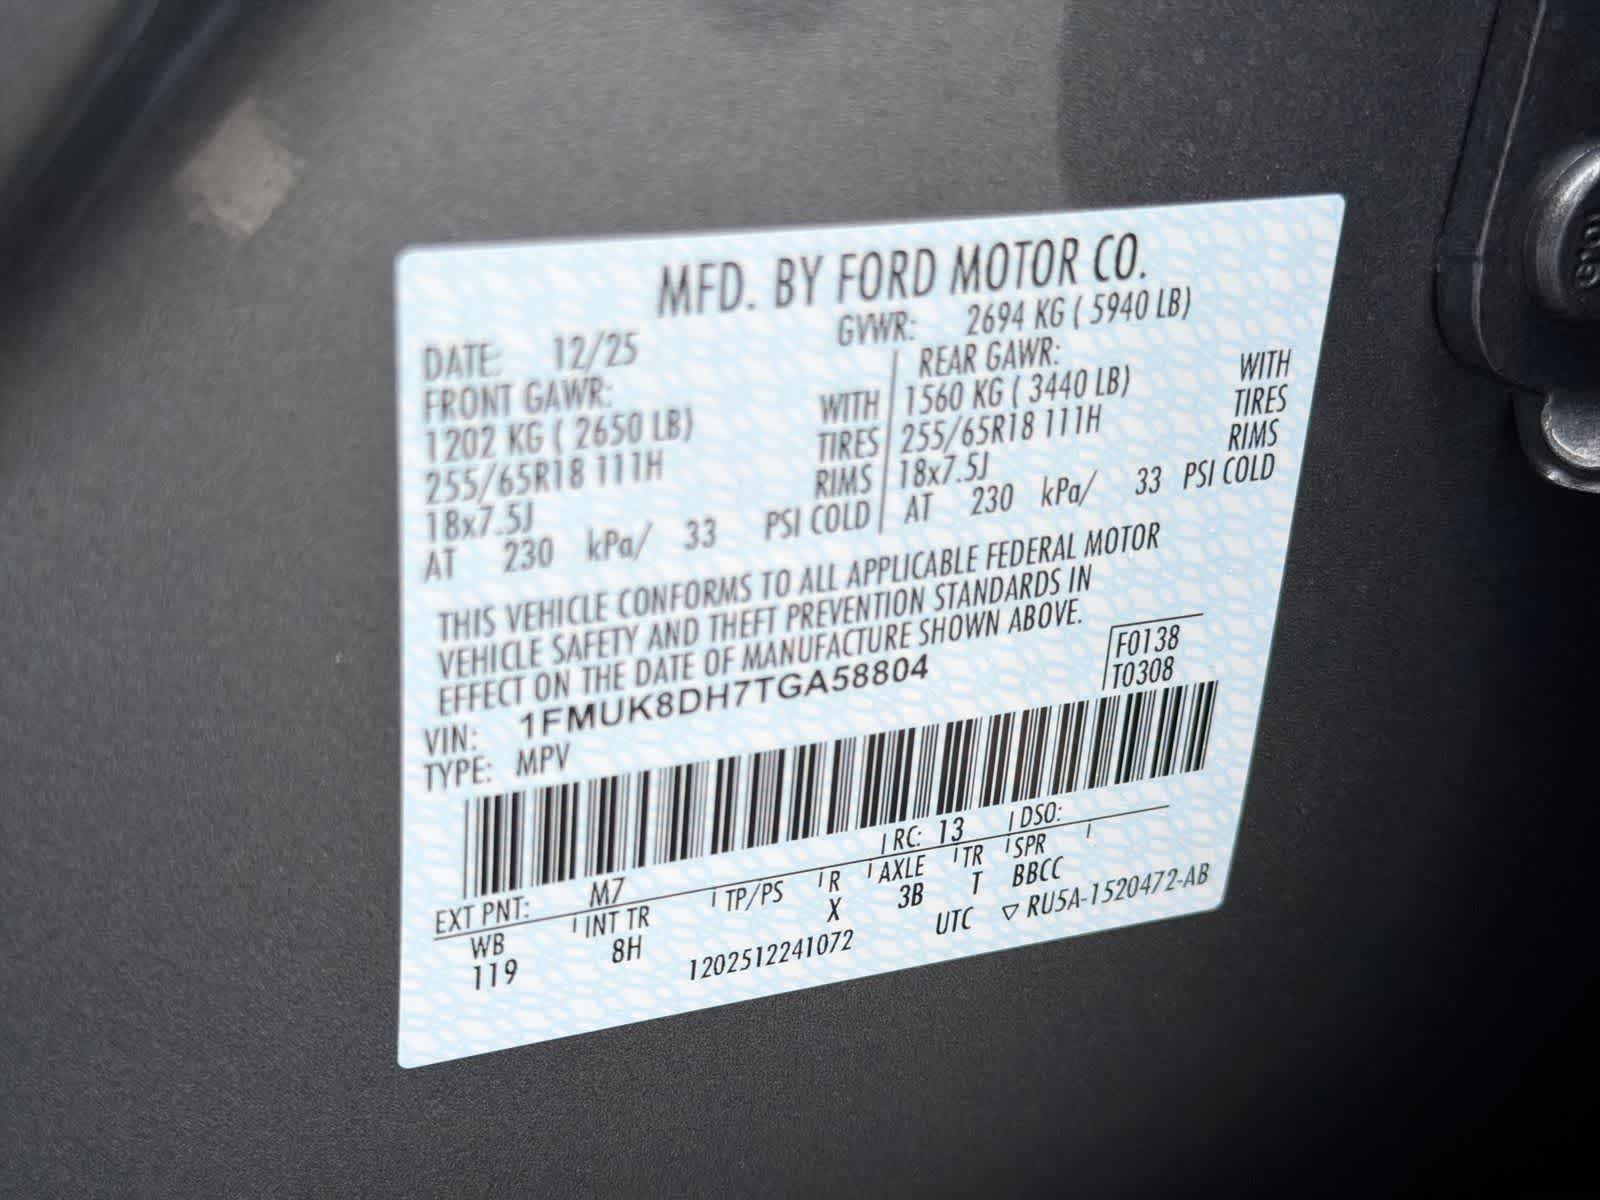 MFD. BY FORD MOTOR CO.
DATE: 12/25 GVWR: 2694 KG ( 5940 LB)
FRONT GAWR: REAR GAWR:
1202 KG ( 2650 LB) WITH 1560 KG ( 3440 LB) WITH
255/65R18 111H TIRES 255/65R18 111H TIRES
18x7.5J RIMS 18x7.5J RIMS
AT 230 kPa/ 33 PSI COLD AT 230 kPa/ 33 PSI COLD
THIS VEHICLE CONFORMS TO ALL APPLICABLE FEDERAL MOTOR
VEHICLE SAFETY AND THEFT PREVENTION STANDARDS IN
EFFECT ON THE DATE OF MANUFACTURE SHOWN ABOVE.
VIN: 1FMUK8DH7TGA58804 F0138
TYPE: MPV T0308
EXT PNT: M7 RC: 13 DSO:
WB INT TR TP/PS R AXLE TR SPR
119 8H X 3B T BBCC
1202512241072 UTC ▽ RU5A-1520472-AB